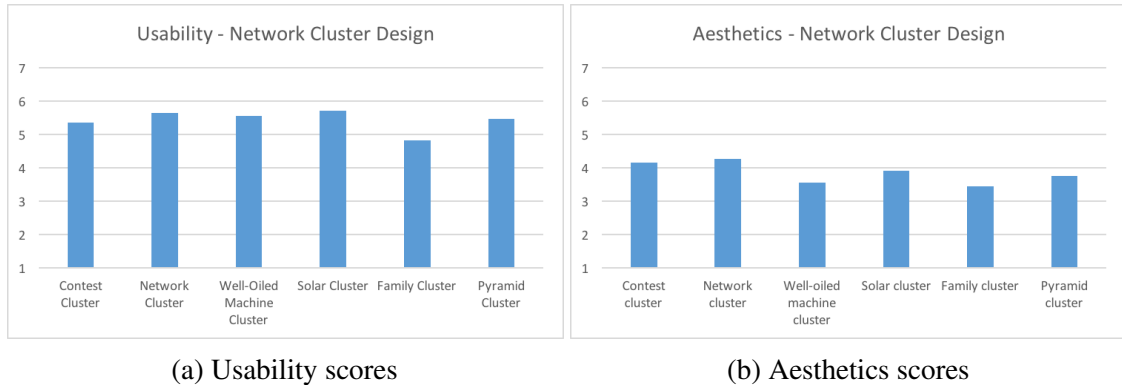 Usability - Network Cluster Design
7
6
5
4
3
2
1
Contest
Cluster
Network
Cluster
Well-Oiled
Machine
Cluster
Solar Cluster
Family Cluster
Pyramid
Cluster
(a) Usability scores
Aesthetics - Network Cluster Design
7
6
5
4
3
2
1
Contest
cluster
Network
cluster
Well-oiled
machine
cluster
Solar cluster
Family cluster
Pyramid
cluster
(b) Aesthetics scores